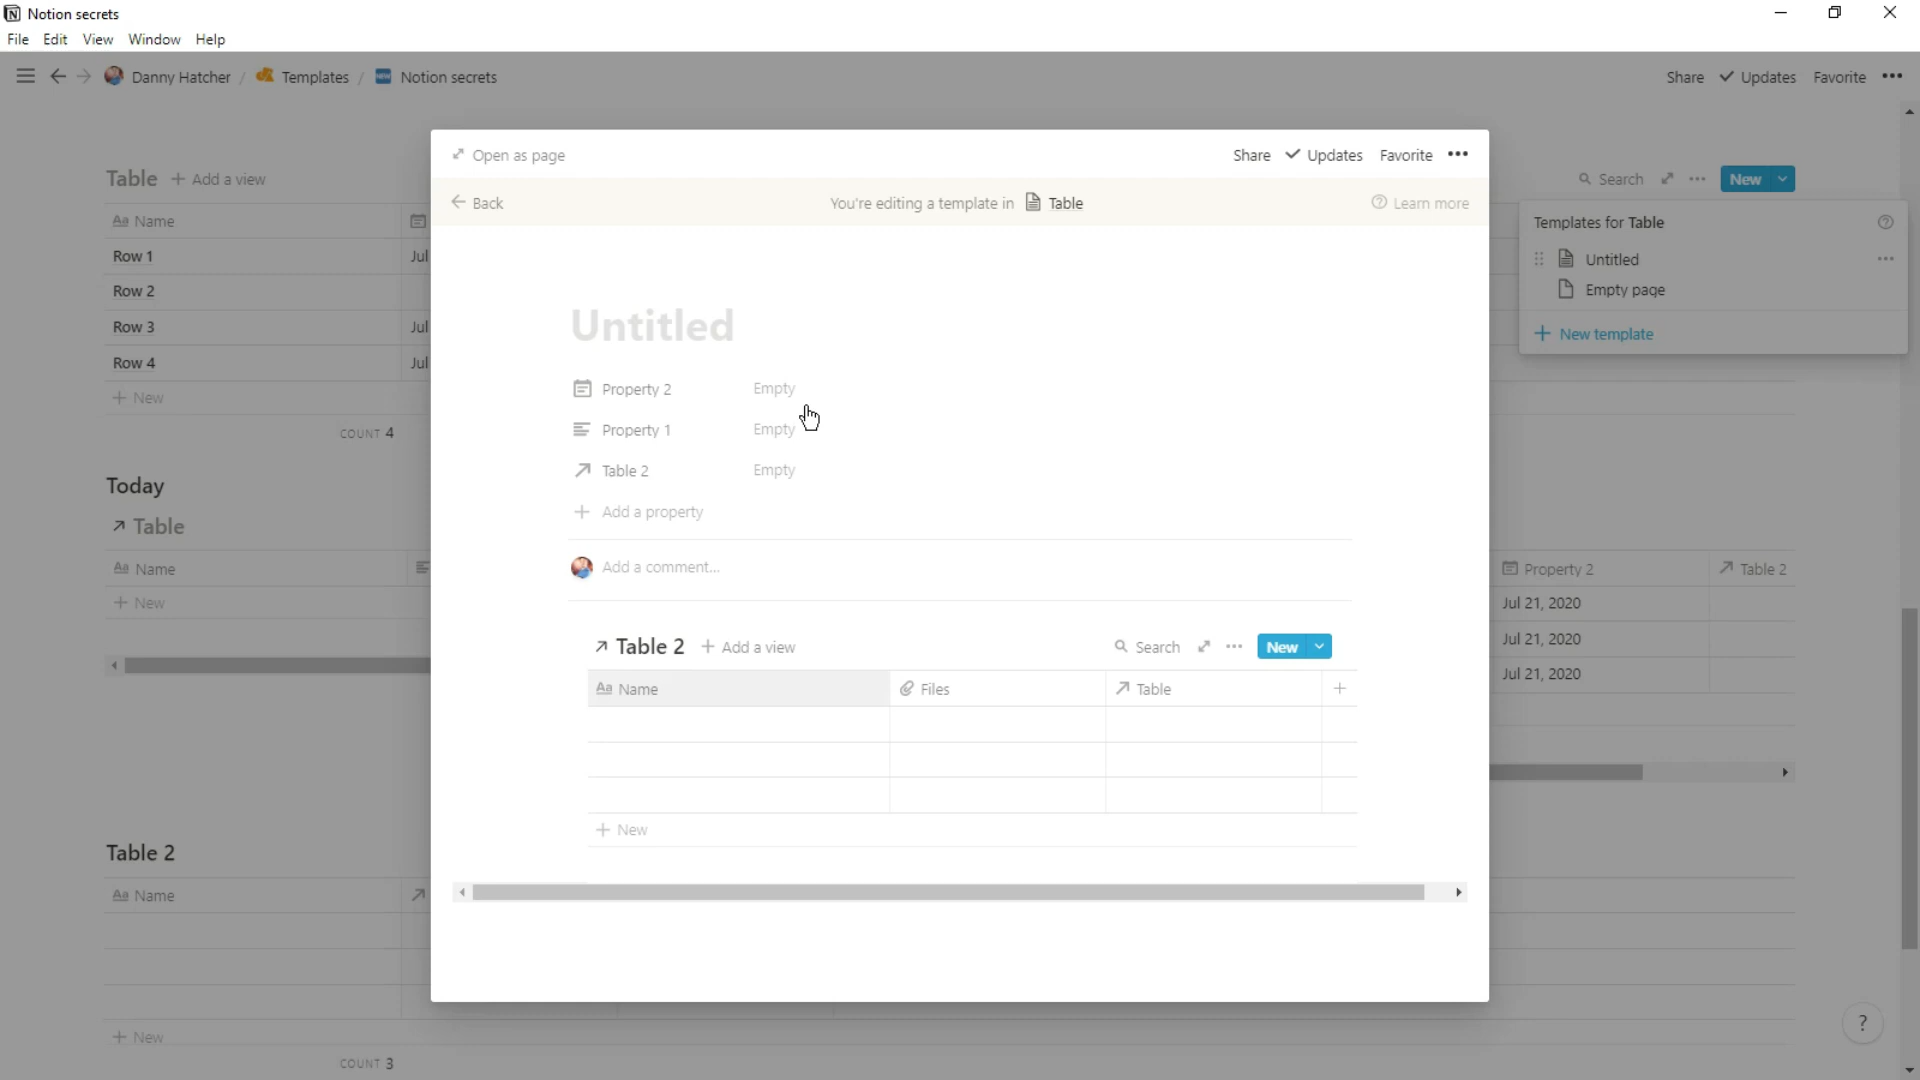 Notion secrets
File Edit View Window Help
Danny Hatcher / Templates / Notion secrets
Share Updates Favorite
Table + Add a view
Search New
Aa Name
Row 1 Jul
Row 2
Row 3 Jul
Row 4 Jul
+ New
COUNT 4
Today
Table
Aa Name
+ New
Table 2
Aa Name
+ New
COUNT 3
Open as page
Share Updates Favorite
Back
You're editing a template in Table
Learn more
Untitled
Property 2 Empty
Property 1 Empty
Table 2 Empty
+ Add a property
Add a comment...
Table 2 + Add a view
Search New
Aa Name Files Table +
+ New
Templates for Table
Untitled
Empty page
+ New template
Property 2 Table 2
Jul 21, 2020
Jul 21, 2020
Jul 21, 2020
?